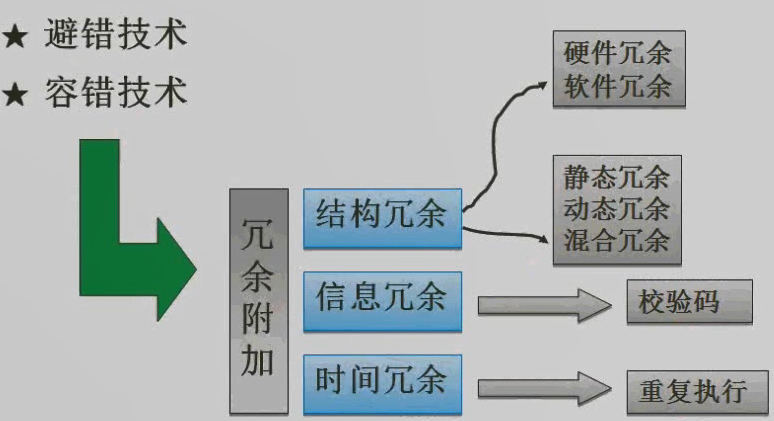 ★ 避错技术
★ 容错技术
冗余附加
结构冗余
硬件冗余
软件冗余
静态冗余
动态冗余
混合冗余
信息冗余
校验码
时间冗余
重复执行